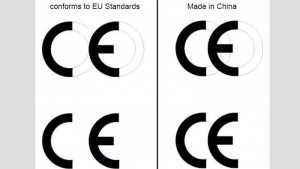 conforms to EU Standards
Made in China
CE CE
CE CE